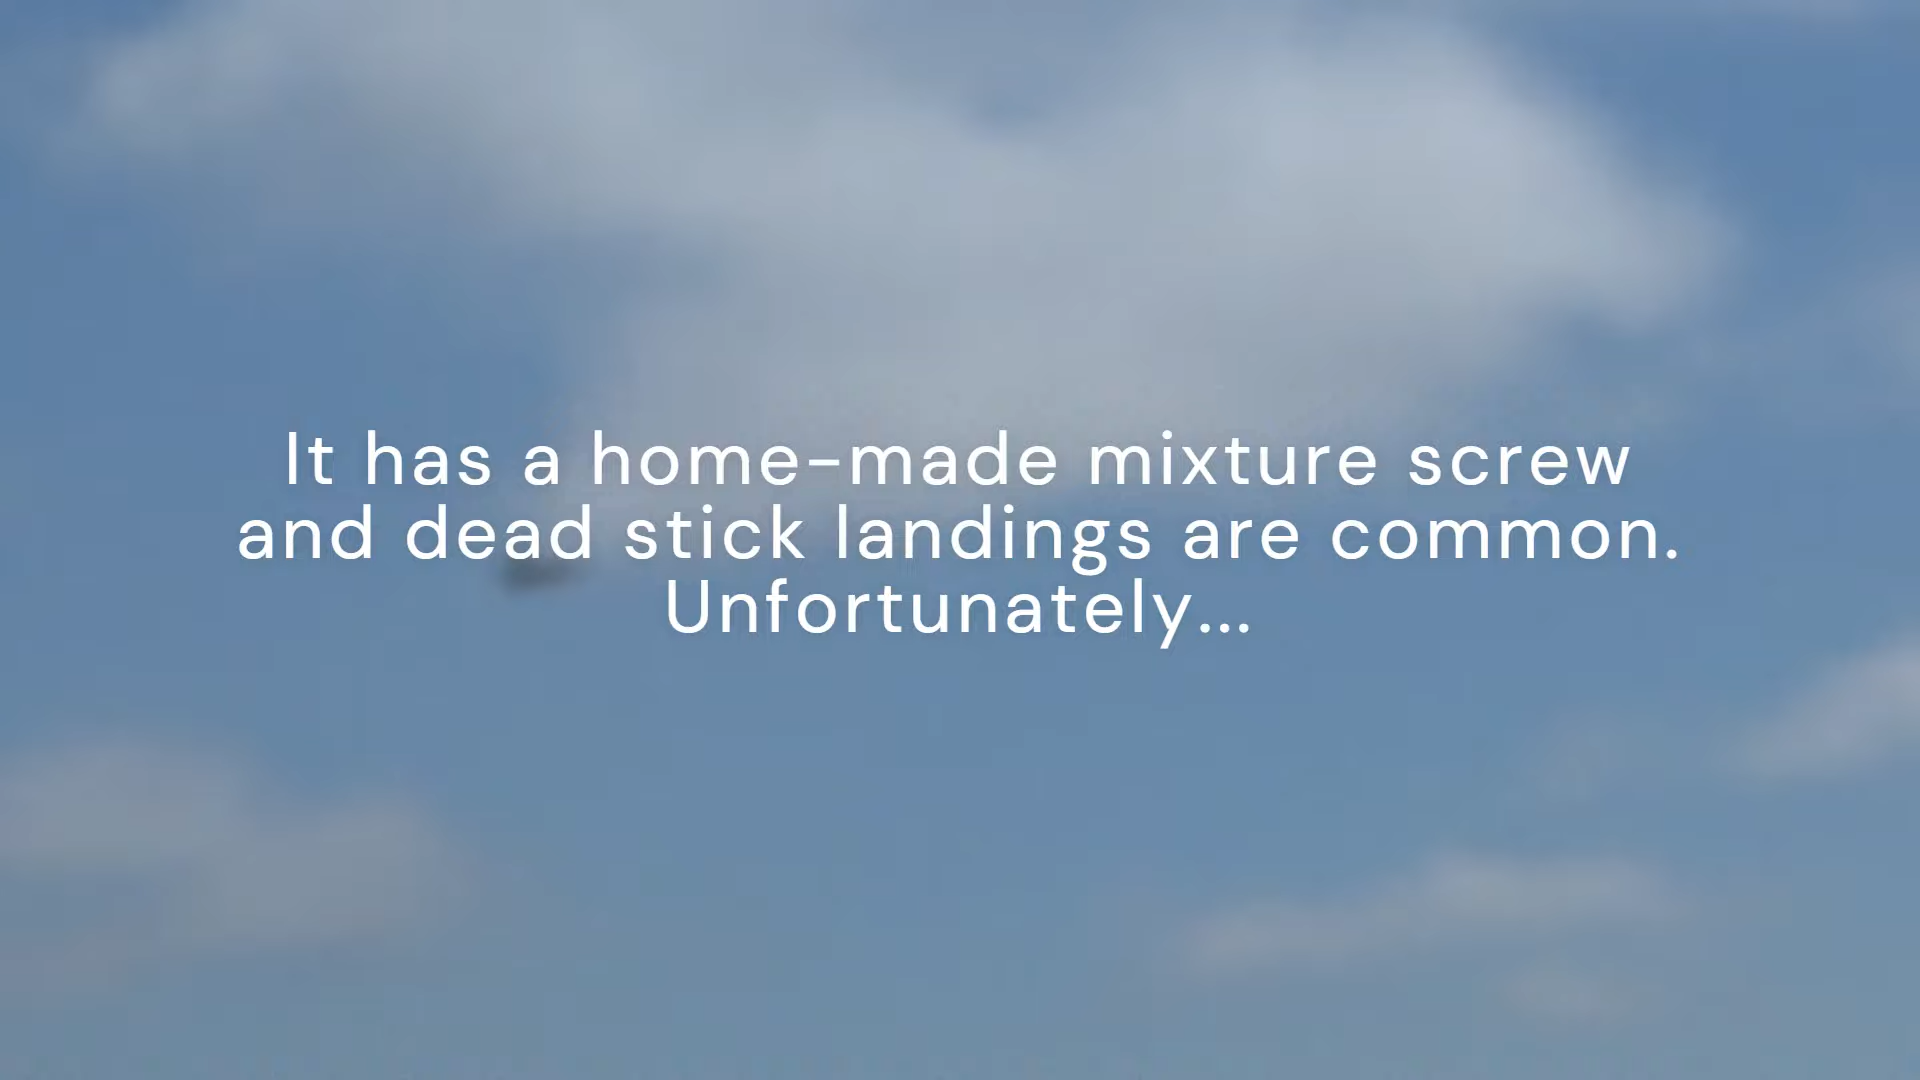 It has a home-made mixture screw
and dead stick landings are common.
Unfortunately...